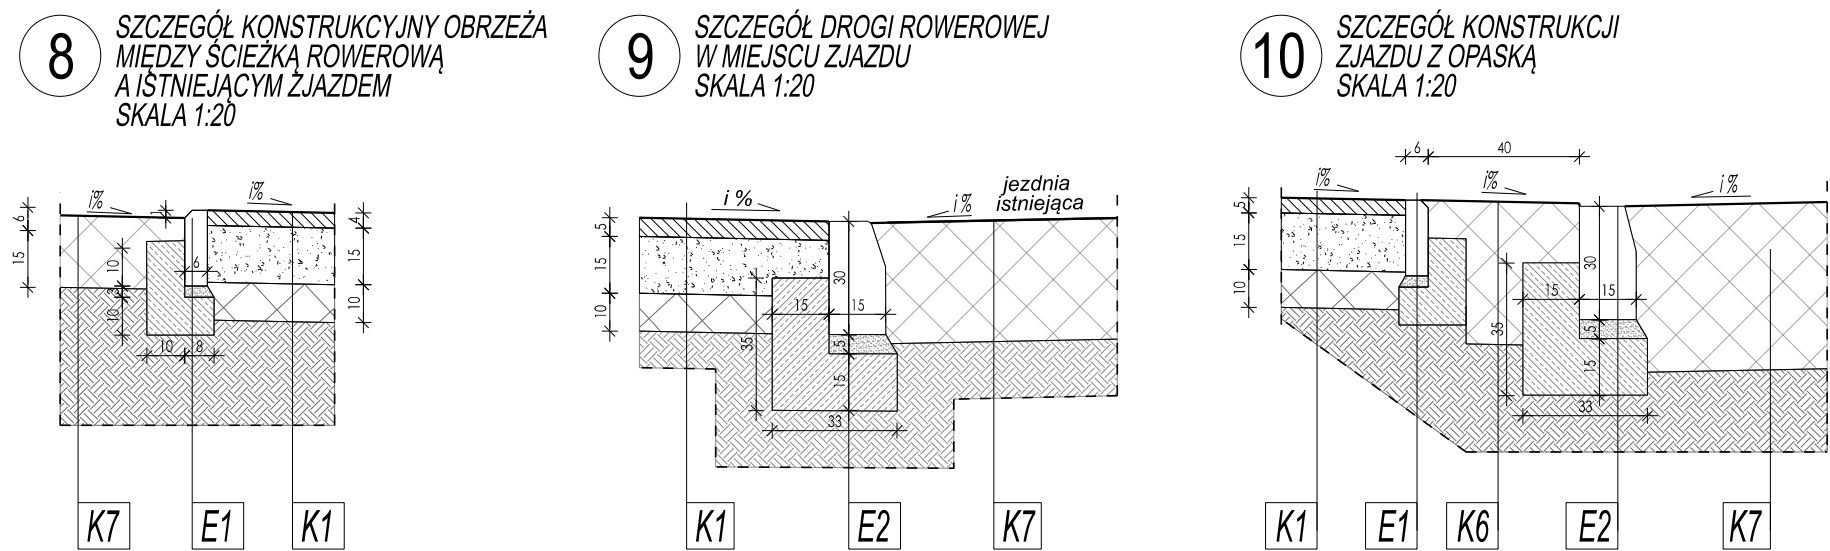 8
SZCZEGÓŁ KONSTRUKCYJNY OBRZEŻA
MIĘDZY ŚCIEŻKĄ ROWEROWĄ
A ISTNIEJĄCYM ZJAZDEM
SKALA 1:20
i%
i%
6
15
10
3
10
6
10
8
4
15
10
K7
E1
K1
9
SZCZEGÓŁ DROGI ROWEROWEJ
W MIEJSCU ZJAZDU
SKALA 1:20
i %
i %
jezdnia
istniejąca
5
15
10
30
15
15
35
5
15
33
K1
E2
K7
10
SZCZEGÓŁ KONSTRUKCJI
ZJAZDU Z OPASKĄ
SKALA 1:20
6
40
i%
i%
i %
5
15
10
30
15
15
35
5
15
33
K1
E1
K6
E2
K7